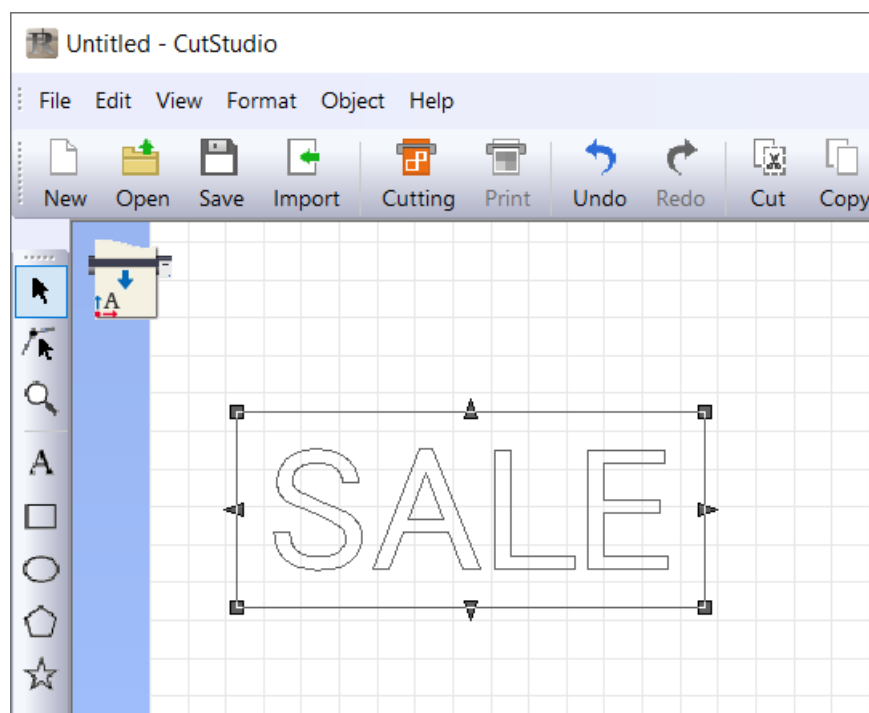 Untitled - CutStudio
File Edit View Format Object Help
New Open Save Import Cutting Print Undo Redo Cut Copy
A
A
SALE